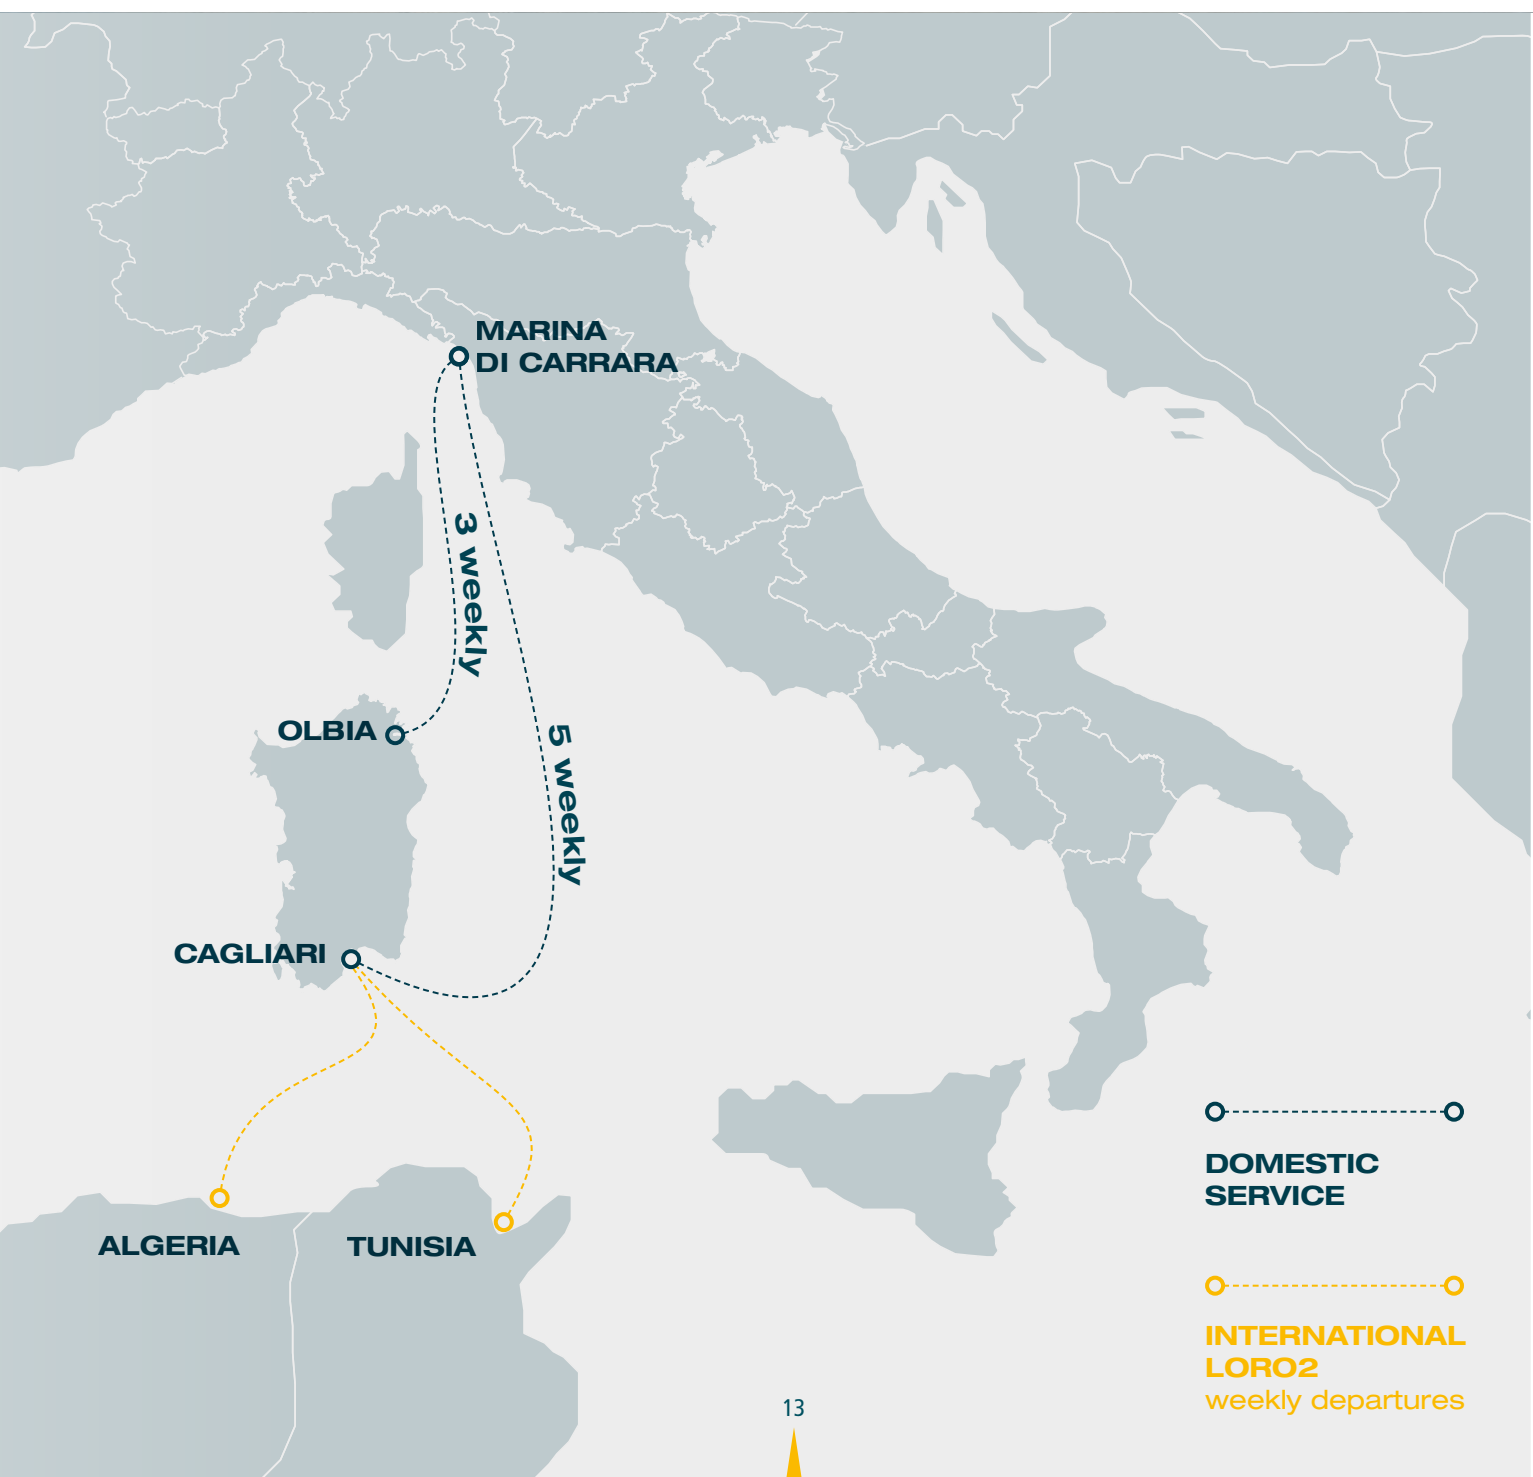 MARINA
DI CARRARA
3 weekly
OLBIA
5 weekly
CAGLIARI
DOMESTIC
SERVICE
ALGERIA
TUNISIA
INTERNATIONAL
LORO2
weekly departures
13